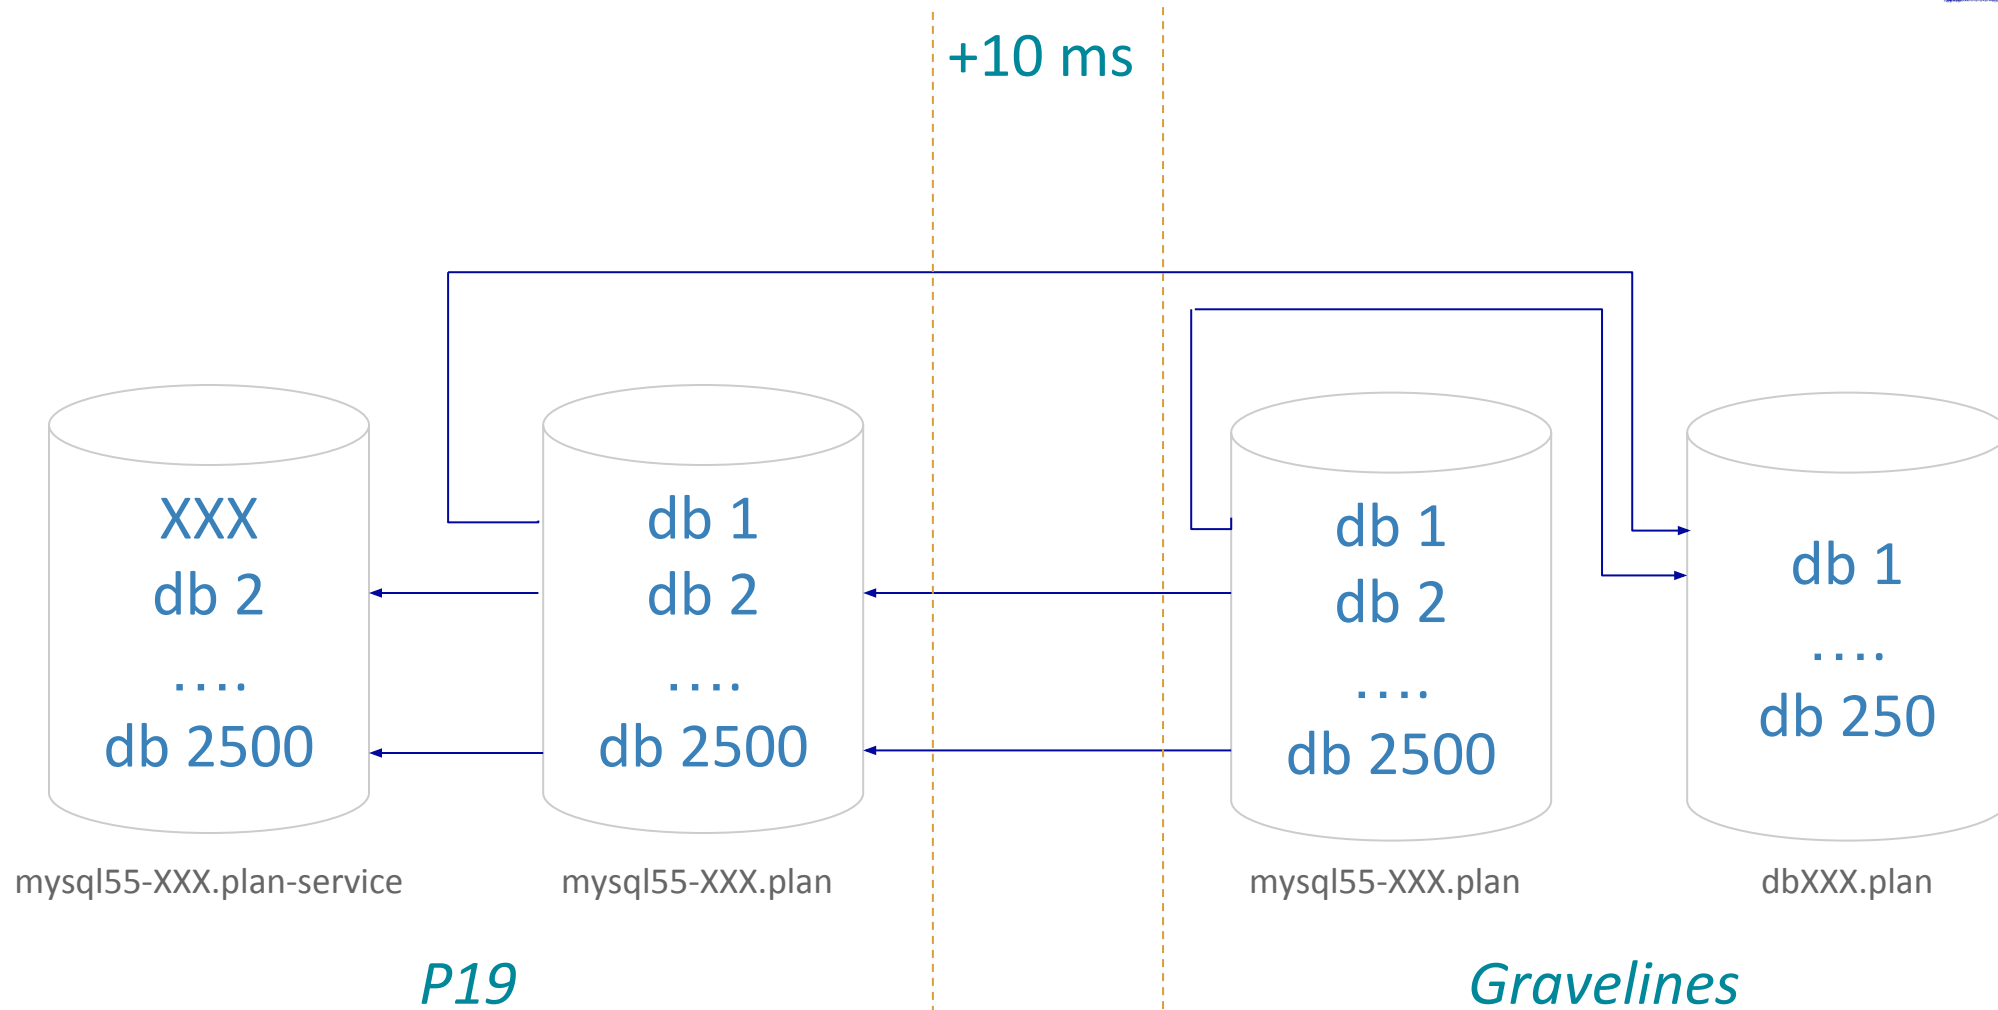 +10 ms
XXX
db 2
....
db 2500
mysql55-XXX.plan-service
db 1
db 2
....
db 2500
mysql55-XXX.plan
db 1
db 2
....
db 2500
mysql55-XXX.plan
db 1
....
db 250
dbXXX.plan
P19
Gravelines